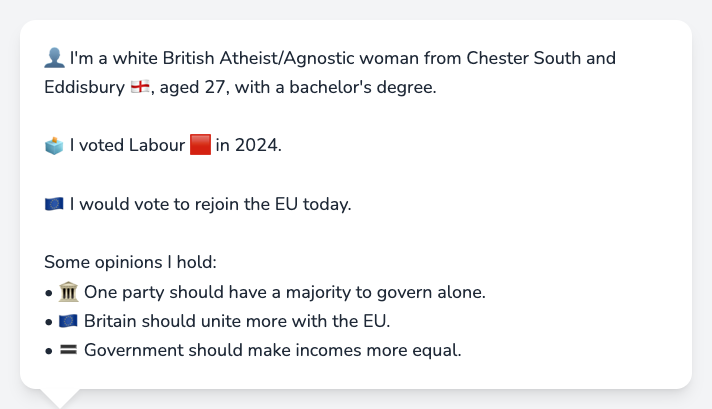 👤 I'm a white British Atheist/Agnostic woman from Chester South and
Eddisbury 🏴󠁧󠁢󠁥󠁮󠁧󠁿, aged 27, with a bachelor's degree.
🗳️ I voted Labour 🟥 in 2024.
🇪🇺 I would vote to rejoin the EU today.
Some opinions I hold:
• 🏛️ One party should have a majority to govern alone.
• 🇪🇺 Britain should unite more with the EU.
• 🟰 Government should make incomes more equal.